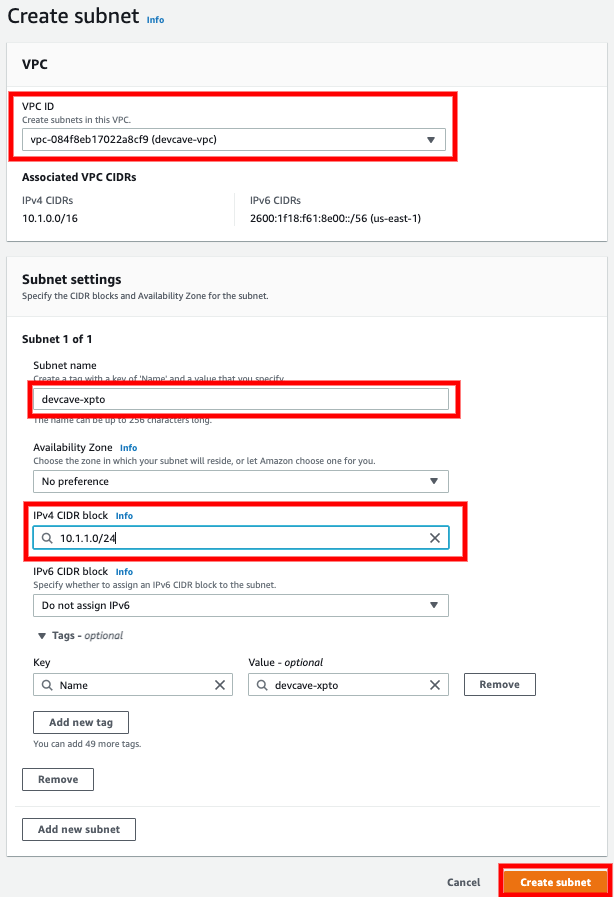 Create subnet Info
VPC
VPC ID
Create subnets in this VPC.
vpc-084f8eb17022a8cf9 (devcave-vpc)
Associated VPC CIDRs
IPv4 CIDRs
IPv6 CIDRs
10.1.0.0/16
2600:1f18:f61:8e00::/56 (us-east-1)
Subnet settings
Specify the CIDR blocks and Availability Zone for the subnet.
Subnet 1 of 1
Subnet name
Create a tag with a key of 'Name' and a value that you specify.
devcave-xpto
The name can be up to 256 characters long.
Availability Zone Info
Choose the zone in which your subnet will reside, or let Amazon choose one for you.
No preference
IPv4 CIDR block Info
10.1.1.0/24
IPv6 CIDR block Info
Specify whether to assign an IPv6 CIDR block to the subnet.
Do not assign IPv6
Tags - optional
Key
Value - optional
Name
devcave-xpto
Remove
Add new tag
You can add 49 more tags.
Remove
Add new subnet
Cancel
Create subnet